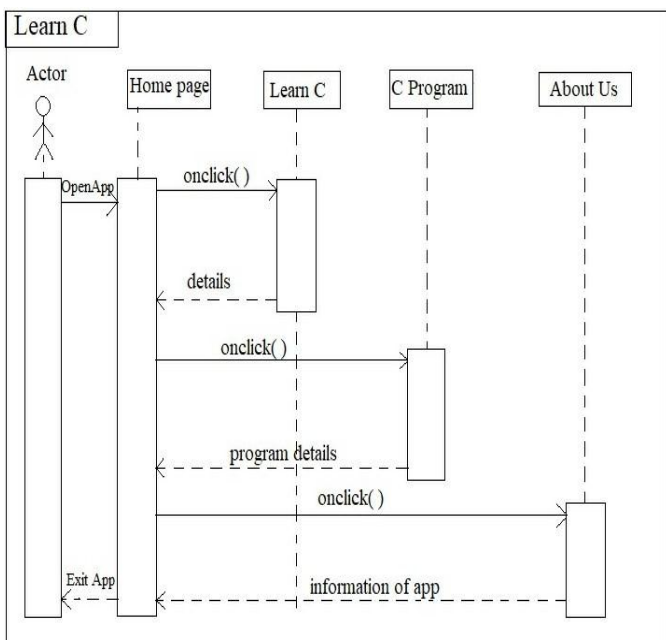 Learn C
Actor
Home page
Learn C
C Program
About Us
OpenApp
onclick( )
details
onclick( )
program details
onclick( )
Exit App
information of app